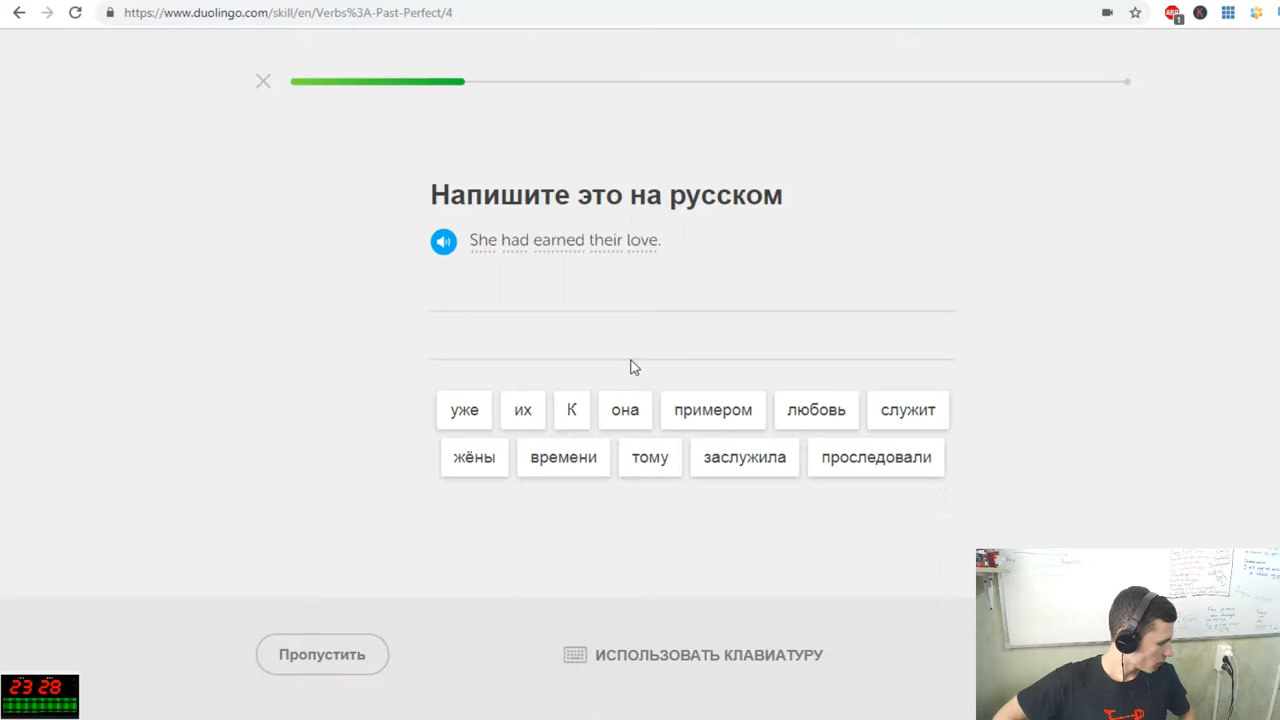 https://www.duolingo.com/skill/en/Verbs%3A-Past-Perfect/4
Напишите это на русском
She had earned their love.
уже их К она примером любовь служит
жёны времени тому заслужила проследовали
Пропустить
ИСПОЛЬЗОВАТЬ КЛАВИАТУРУ
23 28